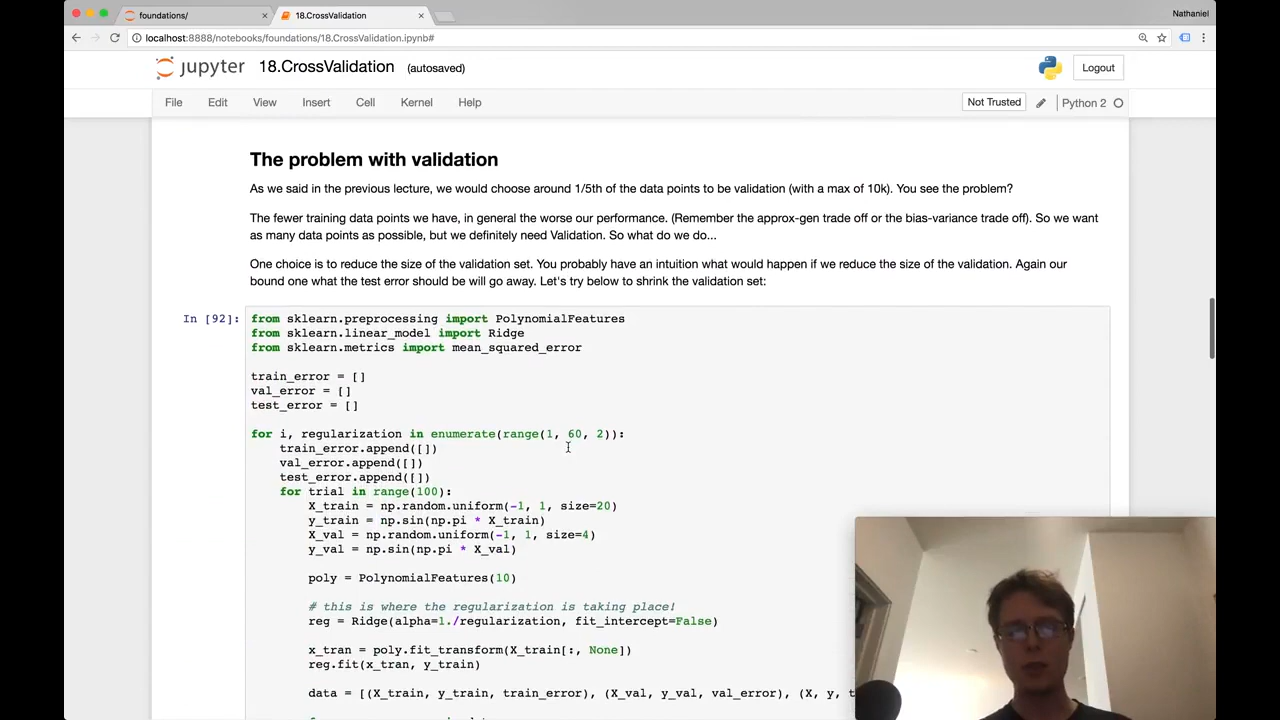 foundations/
18.CrossValidation
Nathaniel
localhost:8888/notebooks/foundations/18.CrossValidation.ipynb#
jupyter 18.CrossValidation (autosaved)
Logout
File Edit View Insert Cell Kernel Help
Not Trusted
Python 2
The problem with validation
As we said in the previous lecture, we would choose around 1/5th of the data points to be validation (with a max of 10k). You see the problem?
The fewer training data points we have, in general the worse our performance. (Remember the approx-gen trade off or the bias-variance trade off). So we want
as many data points as possible, but we definitely need Validation. So what do we do...
One choice is to reduce the size of the validation set. You probably have an intuition what would happen if we reduce the size of the validation. Again our
bound one what the test error should be will go away. Let's try below to shrink the validation set:
In [92]:
from sklearn.preprocessing import PolynomialFeatures
from sklearn.linear_model import Ridge
from sklearn.metrics import mean_squared_error
train_error = []
val_error = []
test_error = []
for i, regularization in enumerate(range(1, 60, 2)):
train_error.append([])
val_error.append([])
test_error.append([])
for trial in range(100):
X_train = np.random.uniform(-1, 1, size=20)
y_train = np.sin(np.pi * X_train)
X_val = np.random.uniform(-1, 1, size=4)
y_val = np.sin(np.pi * X_val)
poly = PolynomialFeatures(10)
# this is where the regularization is taking place!
reg = Ridge(alpha=1./regularization, fit_intercept=False)
x_tran = poly.fit_transform(X_train[:, None])
reg.fit(x_tran, y_train)
data = [(X_train, y_train, train_error), (X_val, y_val, val_error), (X, y, t